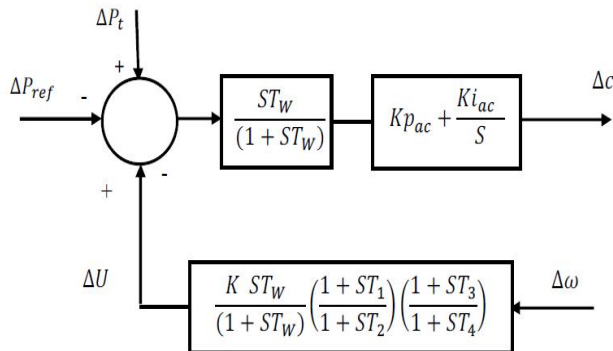 ΔP_t
+
ΔP_ref
-
ST_W / (1 + ST_W)
Kp_ac + Ki_ac / S
Δc
-
+
ΔU
K ST_W / (1 + ST_W) ( 1 + ST_1 / 1 + ST_2 ) ( 1 + ST_3 / 1 + ST_4 )
Δω